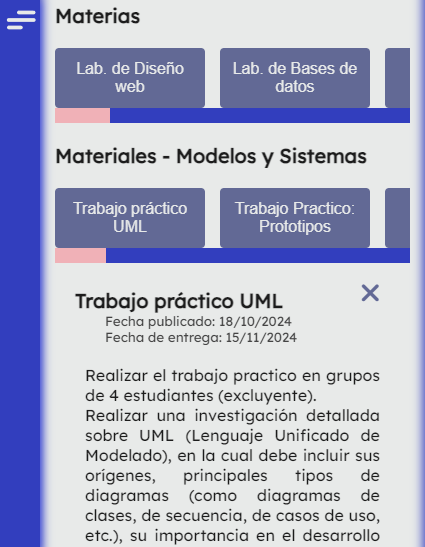 Materias
Lab. de Diseño
web
Lab. de Bases de
datos
Materiales - Modelos y Sistemas
Trabajo práctico
UML
Trabajo Practico:
Prototipos
Trabajo práctico UML
Fecha publicado: 18/10/2024
Fecha de entrega: 15/11/2024
Realizar el trabajo practico en grupos
de 4 estudiantes (excluyente).
Realizar una investigación detallada
sobre UML (Lenguaje Unificado de
Modelado), en la cual debe incluir sus
orígenes, principales tipos de
diagramas (como diagramas de
clases, de secuencia, de casos de uso,
etc.), su importancia en el desarrollo